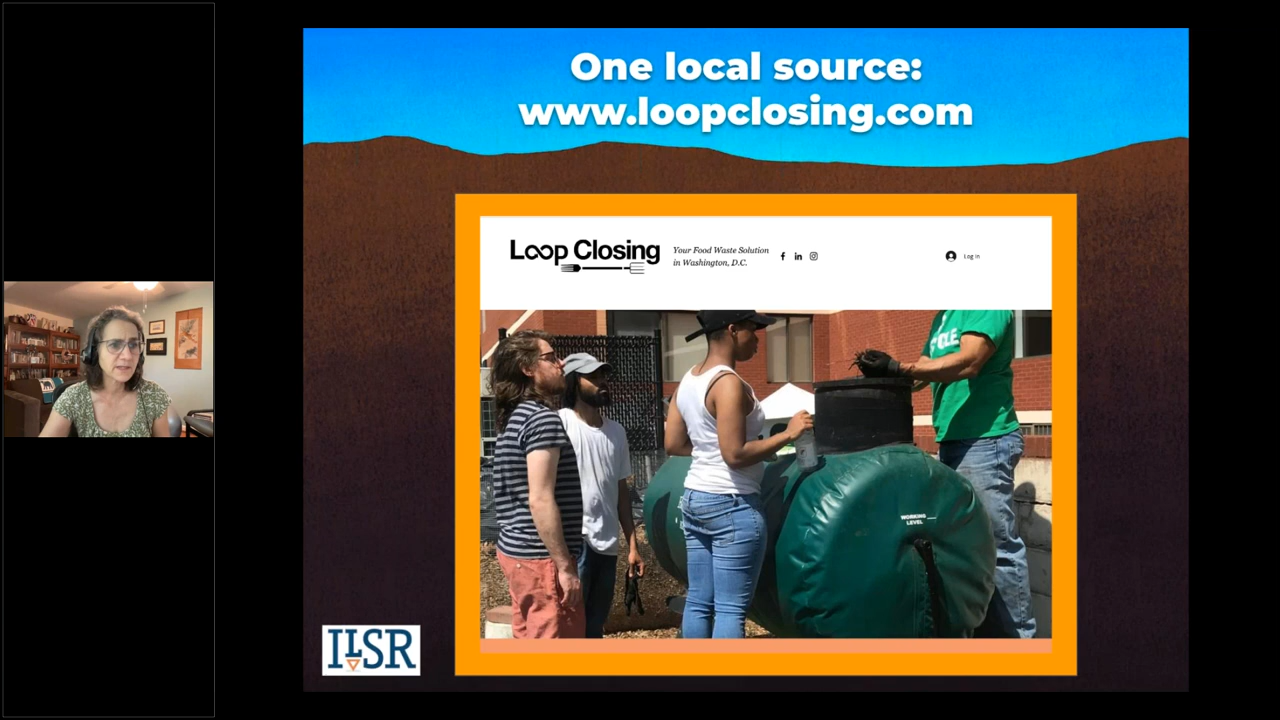 One local source:
www.loopclosing.com
Loop Closing
Your Food Waste Solution
in Washington, D.C.
Log In
WORKING
LEVEL
ILSR